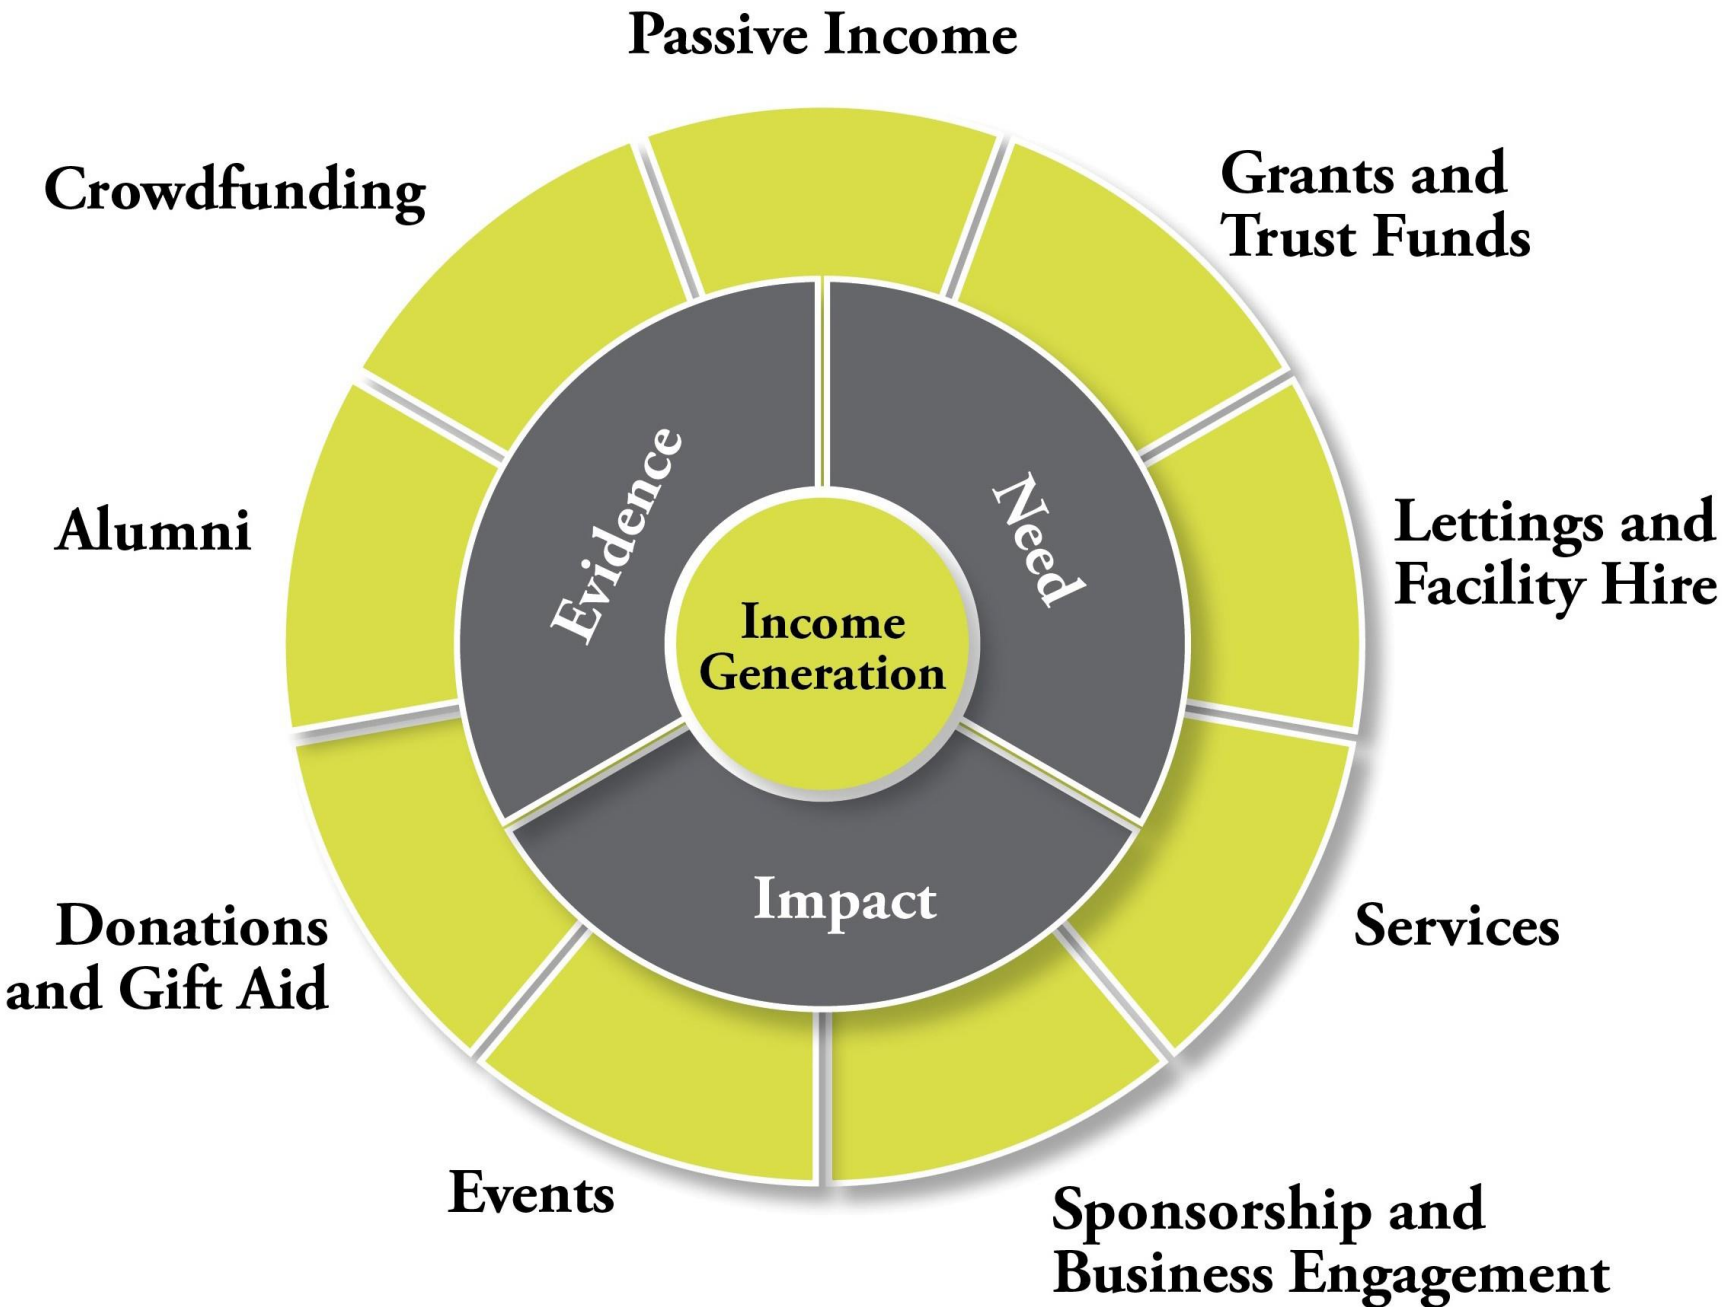 Passive Income
Grants and
Trust Funds
Crowdfunding
Lettings and
Facility Hire
Alumni
Evidence
Need
Income
Generation
Impact
Services
Donations
and Gift Aid
Events
Sponsorship and
Business Engagement